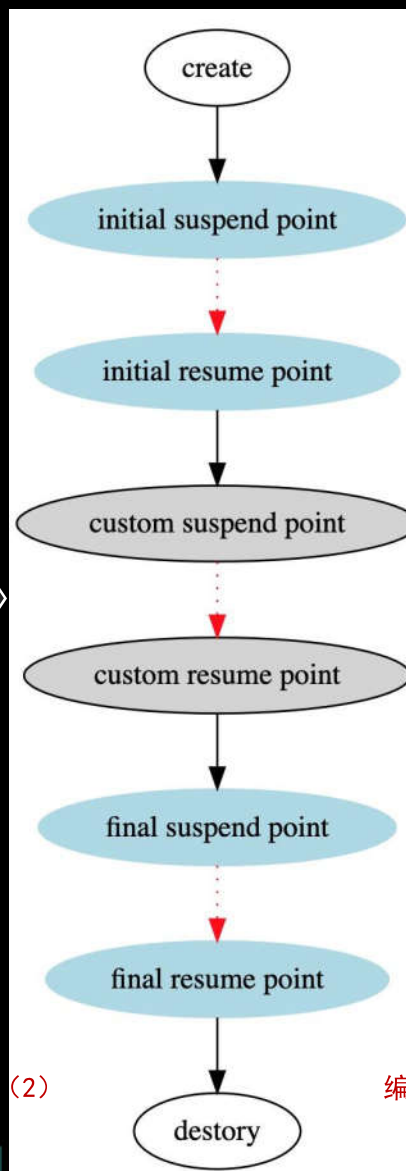 create
initial suspend point
initial resume point
custom suspend point
custom resume point
final suspend point
final resume point
(2) 编
destory